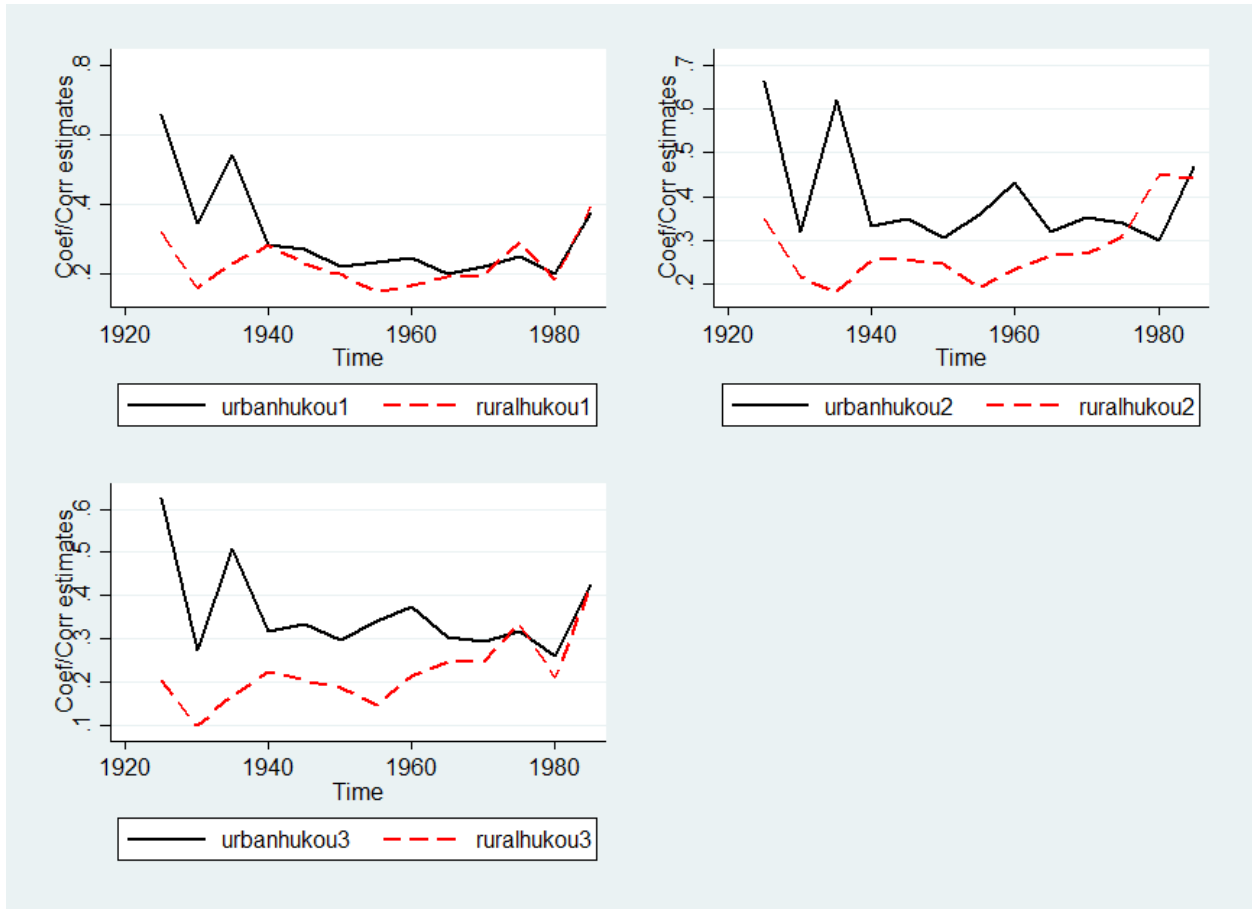 Coef/Corr estimates
.8
.6
.4
.2
1920 1940 1960 1980
Time
urbanhukou1 ruralhukou1
Coef/Corr estimates
.7
.6
.5
.4
.3
.2
1920 1940 1960 1980
Time
urbanhukou2 ruralhukou2
Coef/Corr estimates
.6
.5
.4
.3
.2
.1
1920 1940 1960 1980
Time
urbanhukou3 ruralhukou3